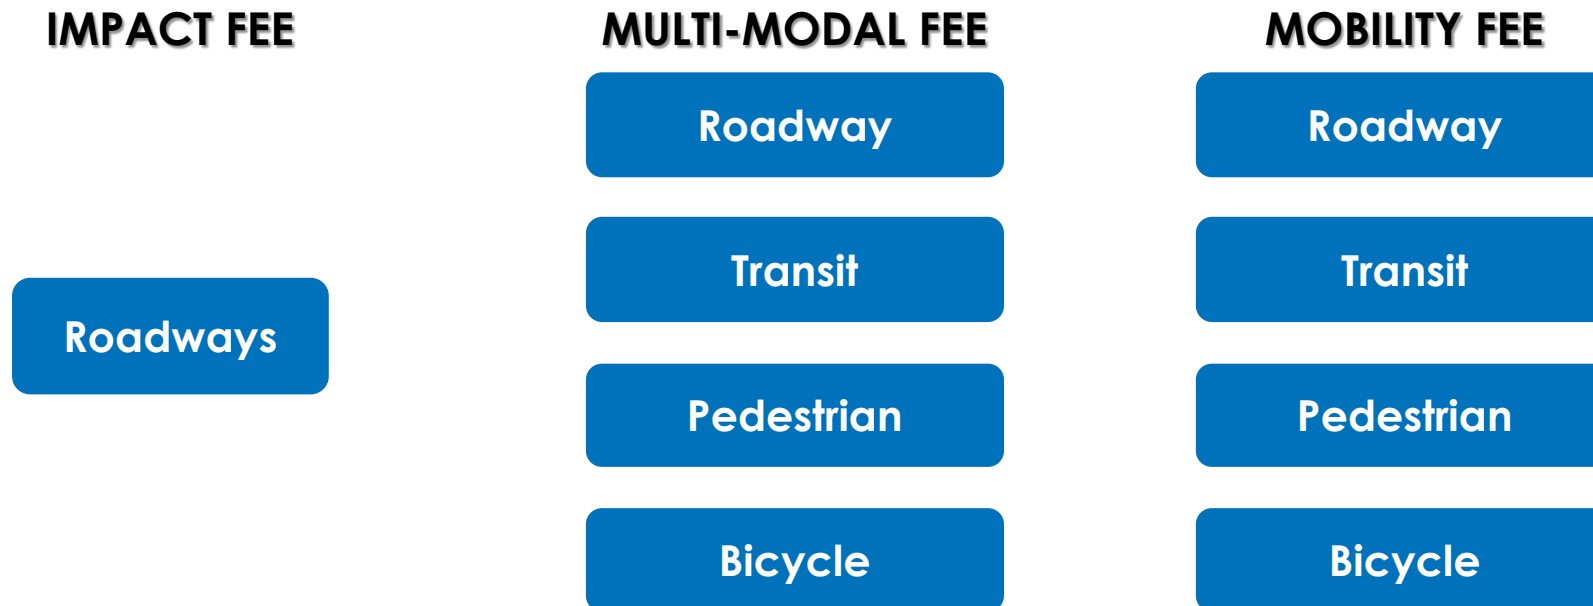 IMPACT FEE
Roadways
MULTI-MODAL FEE
Roadway
Transit
Pedestrian
Bicycle
MOBILITY FEE
Roadway
Transit
Pedestrian
Bicycle